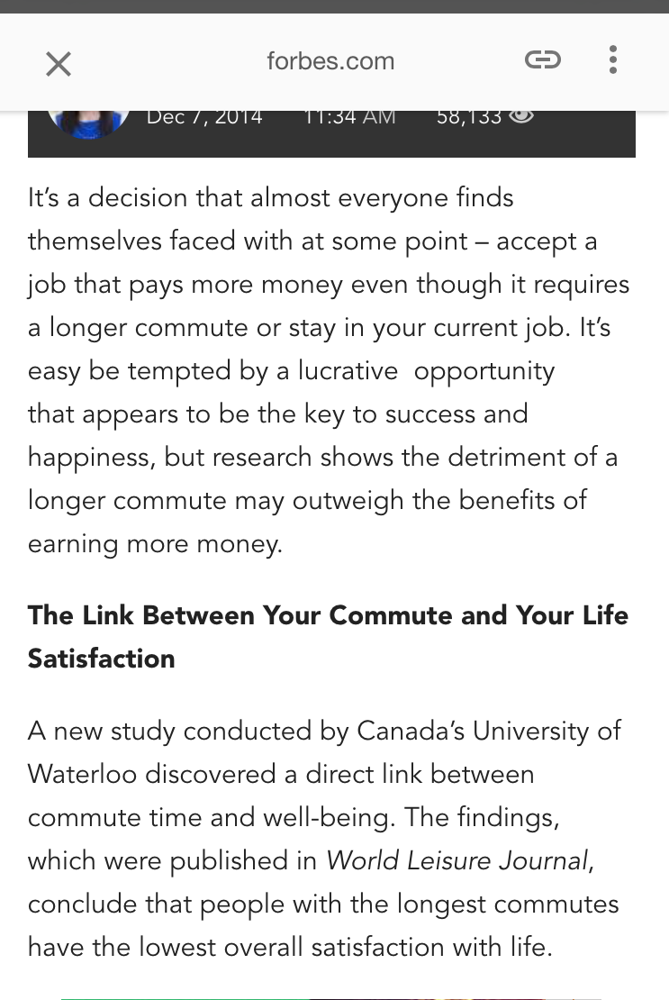 forbes.com
Dec 7, 2014 11:34 AM 58,133
It’s a decision that almost everyone finds
themselves faced with at some point – accept a
job that pays more money even though it requires
a longer commute or stay in your current job. It’s
easy be tempted by a lucrative  opportunity
that appears to be the key to success and
happiness, but research shows the detriment of a
longer commute may outweigh the benefits of
earning more money.
The Link Between Your Commute and Your Life
Satisfaction
A new study conducted by Canada’s University of
Waterloo discovered a direct link between
commute time and well-being. The findings,
which were published in World Leisure Journal,
conclude that people with the longest commutes
have the lowest overall satisfaction with life.